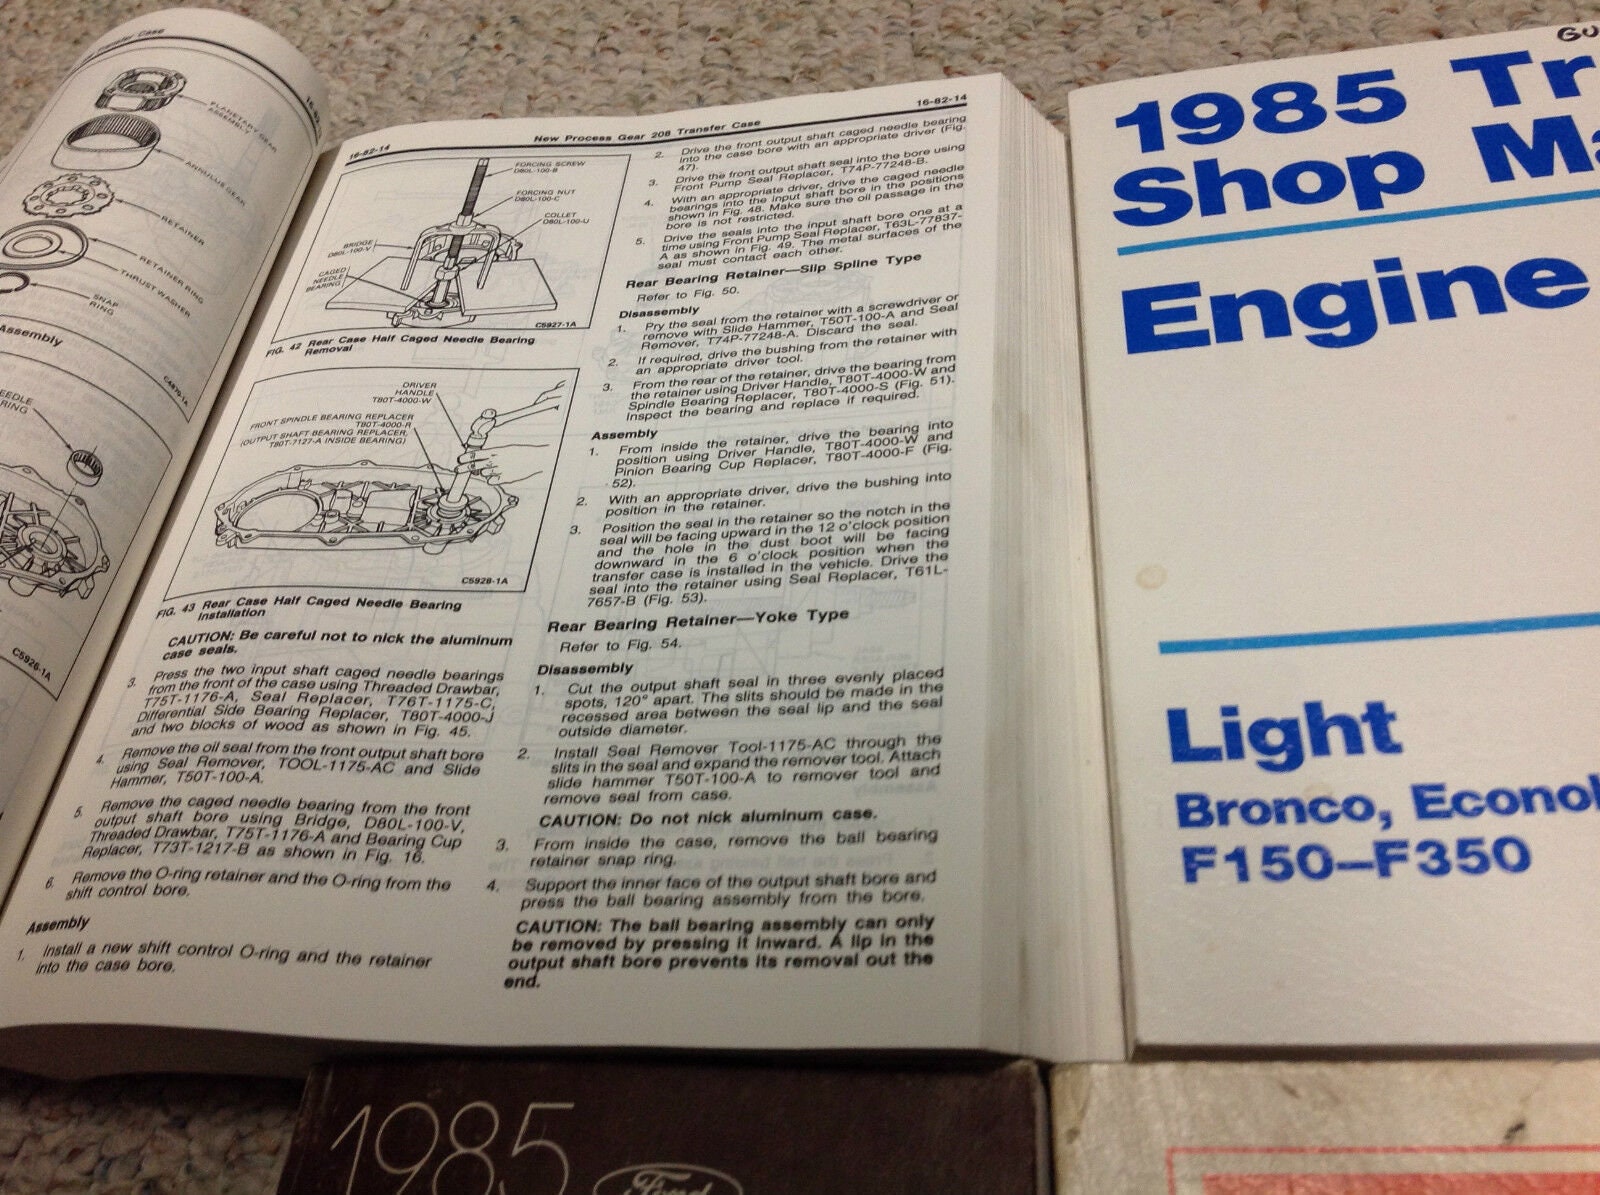 Transfer Case
PLANETARY GEAR
ASSEMBLY
ANNULUS GEAR
RETAINER
RETAINER RING
THRUST WASHER
SNAP
RING
Assembly
C4970-1A
NEEDLE
RING
C5926-1A
16-82-14
New Process Gear 208 Transfer Case
16-82-14
FORCING SCREW
D80L-100-B
FORCING NUT
D80L-100-C
COLLET
D80L-100-U
BRIDGE
D80L-100-V
CAGED
NEEDLE
BEARING
C5927-1A
FIG. 42 Rear Case Half Caged Needle Bearing
Removal
DRIVER
HANDLE
T80T-4000-W
FRONT SPINDLE BEARING REPLACER
T80T-4000-R
(OUTPUT SHAFT BEARING REPLACER,
T80T-7127-A INSIDE BEARING)
C5928-1A
FIG. 43 Rear Case Half Caged Needle Bearing
Installation
CAUTION: Be careful not to nick the aluminum
case seals.
3. Press the two input shaft caged needle bearings
from the front of the case using Threaded Drawbar,
T75T-1176-A, Seal Replacer, T76T-1175-C,
Differential Side Bearing Replacer, T80T-4000-J
and two blocks of wood as shown in Fig. 45.
4. Remove the oil seal from the front output shaft bore
using Seal Remover, TOOL-1175-AC and Slide
Hammer, T50T-100-A.
5. Remove the caged needle bearing from the front
output shaft bore using Bridge, D80L-100-V,
Threaded Drawbar, T75T-1176-A and Bearing Cup
Replacer, T73T-1217-B as shown in Fig. 16.
6. Remove the O-ring retainer and the O-ring from the
shift control bore.
Assembly
1. Install a new shift control O-ring and the retainer
into the case bore.
2. Drive the front output shaft caged needle bearing
into the case bore with an appropriate driver (Fig.
47).
3. Drive the front output shaft seal into the bore using
Front Pump Seal Replacer, T74P-77248-B.
4. With an appropriate driver, drive the caged needle
bearings into the input shaft bore in the positions
shown in Fig. 48. Make sure the oil passage in the
bore is not restricted.
5. Drive the seals into the input shaft bore one at a
time using Front Pump Seal Replacer, T63L-77837-
A as shown in Fig. 49. The metal surfaces of the
seal must contact each other.
Rear Bearing Retainer—Slip Spline Type
Refer to Fig. 50.
Disassembly
1. Pry the seal from the retainer with a screwdriver or
remove with Slide Hammer, T50T-100-A and Seal
Remover, T74P-77248-A. Discard the seal.
2. If required, drive the bushing from the retainer with
an appropriate driver tool.
3. From the rear of the retainer, drive the bearing from
the retainer using Driver Handle, T80T-4000-W and
Spindle Bearing Replacer, T80T-4000-S (Fig. 51).
Inspect the bearing and replace if required.
Assembly
1. From inside the retainer, drive the bearing into
position using Driver Handle, T80T-4000-W and
Pinion Bearing Cup Replacer, T80T-4000-F (Fig.
52).
2. With an appropriate driver, drive the bushing into
position in the retainer.
3. Position the seal in the retainer so the notch in the
seal will be facing upward in the 12 o'clock position
and the hole in the dust boot will be facing
downward in the 6 o'clock position when the
transfer case is installed in the vehicle. Drive the
seal into the retainer using Seal Replacer, T61L-
7657-B (Fig. 53).
Rear Bearing Retainer—Yoke Type
Refer to Fig. 54.
Disassembly
1. Cut the output shaft seal in three evenly placed
spots, 120° apart. The slits should be made in the
recessed area between the seal lip and the seal
outside diameter.
2. Install Seal Remover Tool-1175-AC through the
slits in the seal and expand the remover tool. Attach
slide hammer T50T-100-A to remover tool and
remove seal from case.
CAUTION: Do not nick aluminum case.
3. From inside the case, remove the ball bearing
retainer snap ring.
4. Support the inner face of the output shaft bore and
press the ball bearing assembly from the bore.
CAUTION: The ball bearing assembly can only
be removed by pressing it inward. A lip in the
output shaft bore prevents its removal out the
end.
GU
1985 Tr
Shop Ma
Engine
Light
Bronco, Econol
F150–F350
1985
Ford